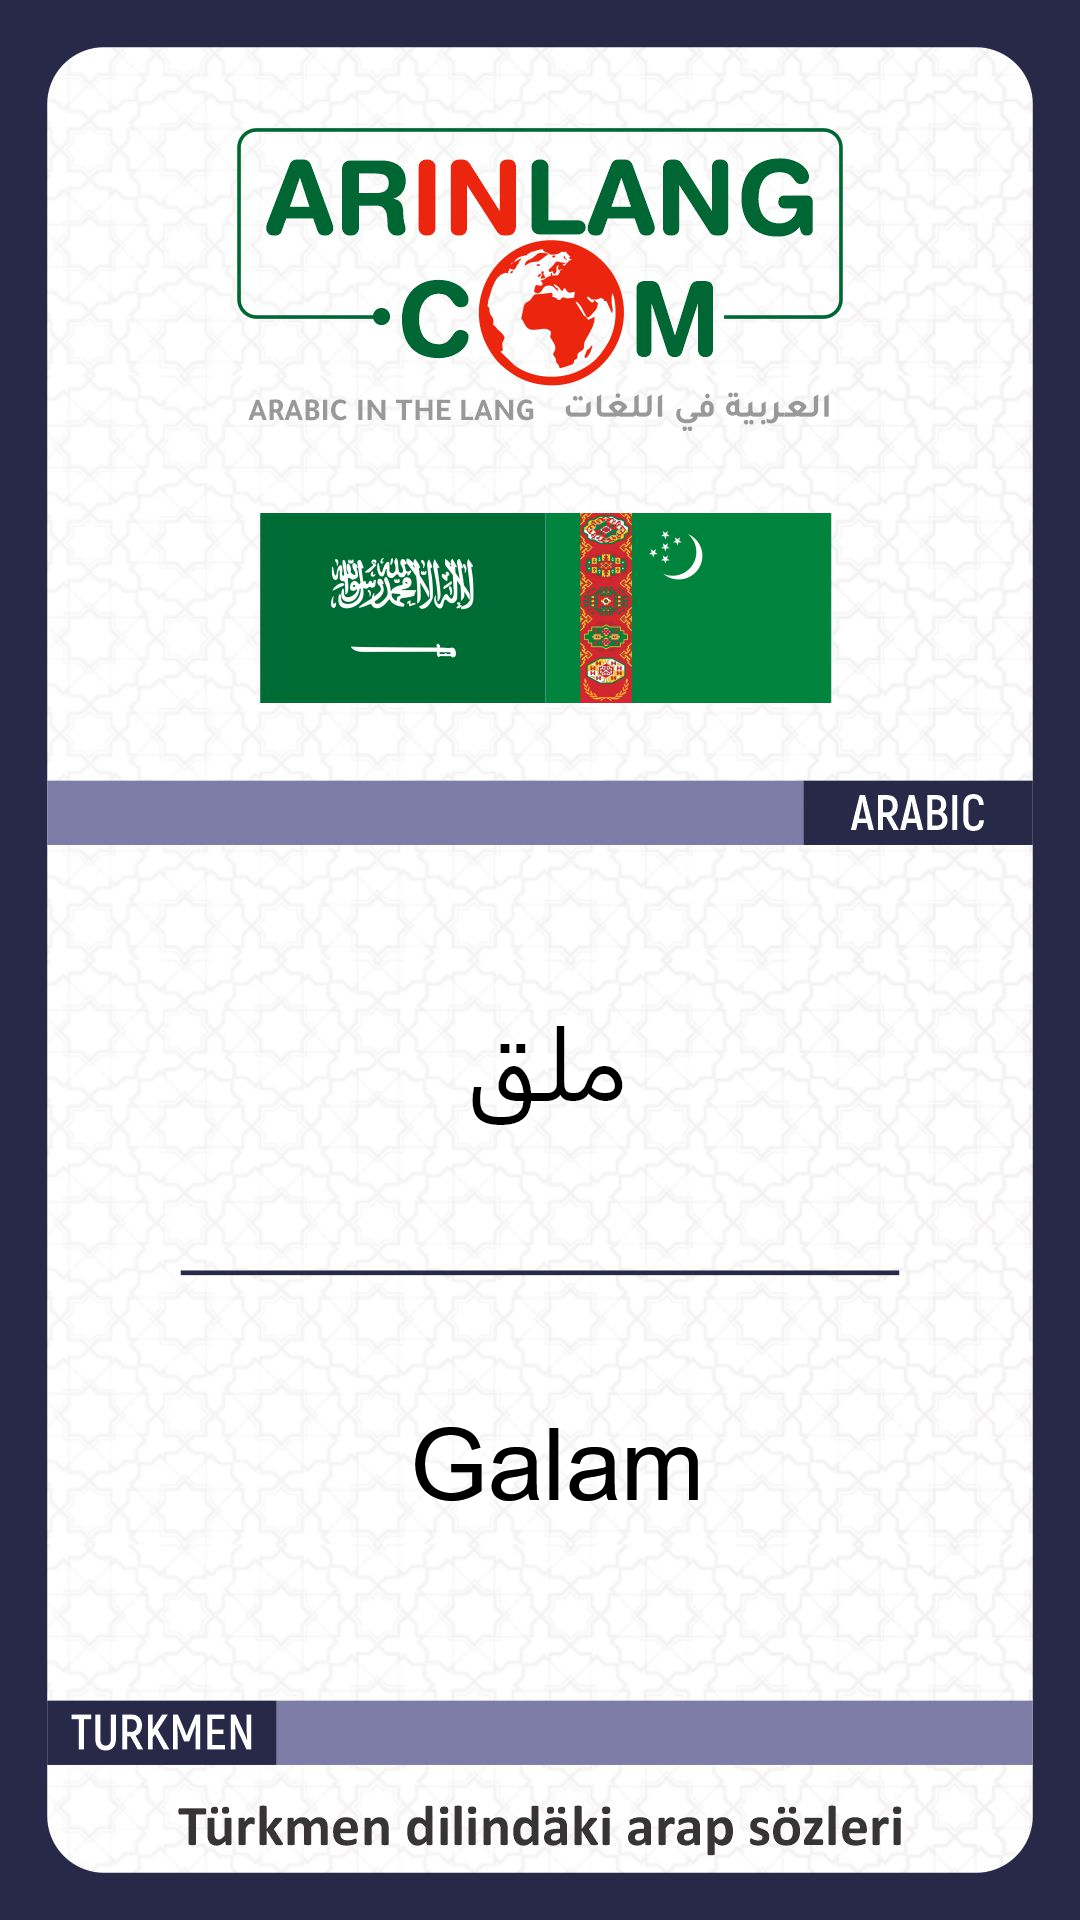 ARINLANG
.COM
ARABIC IN THE LANG العربية في اللغات
لا إله إلا الله محمد رسول الله
ARABIC
ملق
Galam
TURKMEN
Türkmen dilindäki arap sözleri